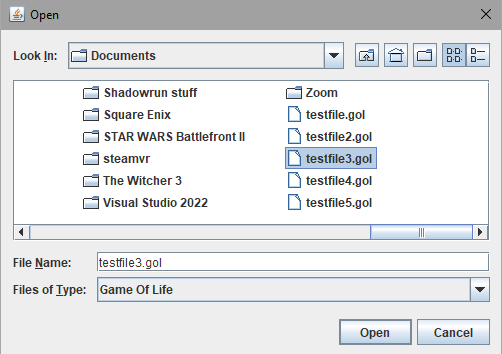 Open
Look In: Documents
Shadowrun stuff Zoom
Square Enix testfile.gol
STAR WARS Battlefront II testfile2.gol
steamvr testfile3.gol
The Witcher 3 testfile4.gol
Visual Studio 2022 testfile5.gol
File Name: testfile3.gol
Files of Type: Game Of Life
Open Cancel